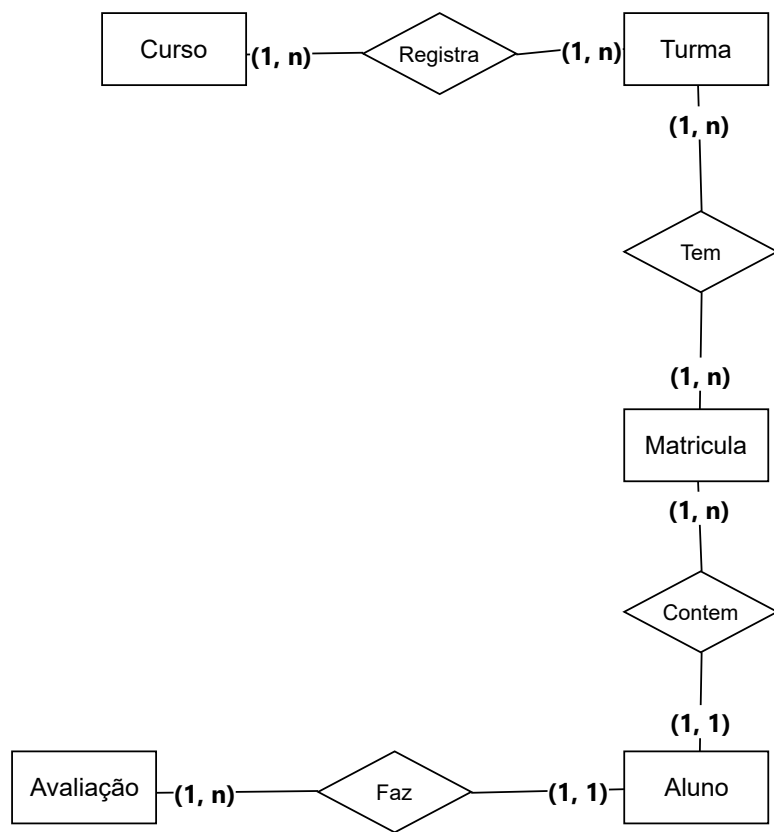 Curso
(1, n)
Registra
(1, n)
Turma
(1, n)
Tem
(1, n)
Matricula
(1, n)
Contem
(1, 1)
Avaliação
(1, n)
Faz
(1, 1)
Aluno